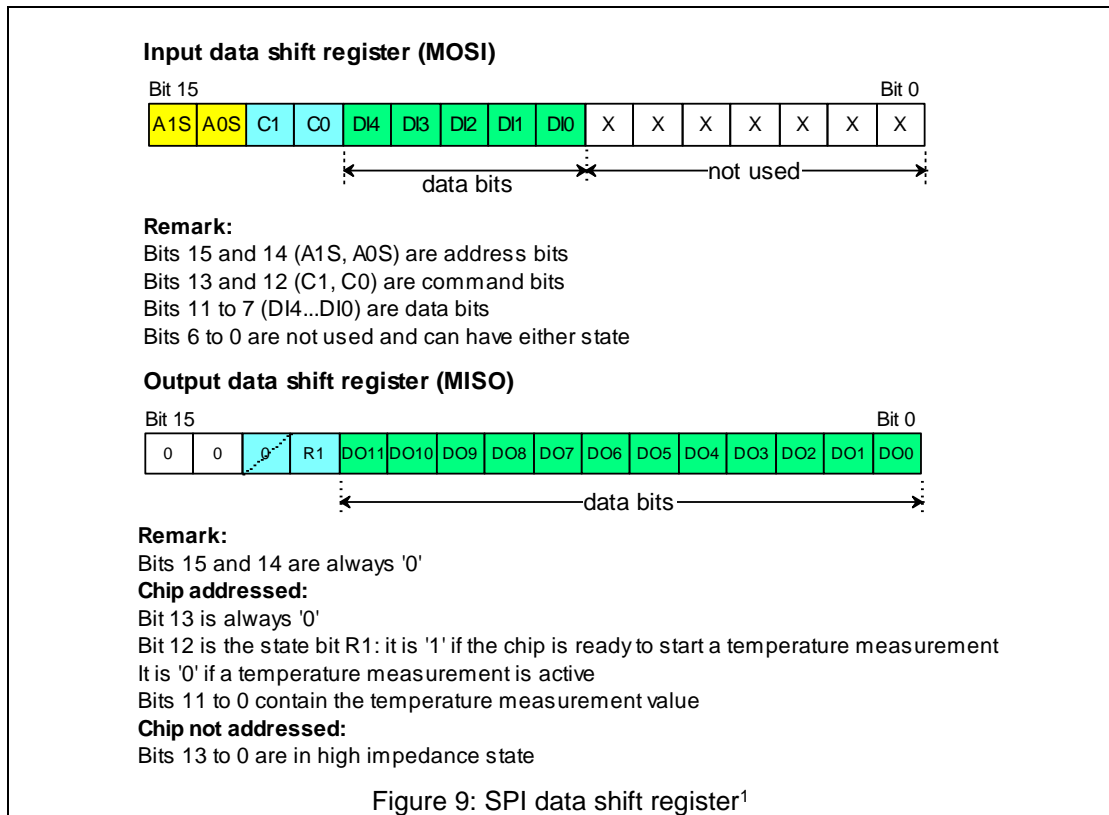 Input data shift register (MOSI)
Bit 15 Bit 0
A1S A0S C1 C0 DI4 DI3 DI2 DI1 DI0 X X X X X X X
data bits not used
Remark:
Bits 15 and 14 (A1S, A0S) are address bits
Bits 13 and 12 (C1, C0) are command bits
Bits 11 to 7 (DI4...DI0) are data bits
Bits 6 to 0 are not used and can have either state
Output data shift register (MISO)
Bit 15 Bit 0
0 0 0 R1 DO11 DO10 DO9 DO8 DO7 DO6 DO5 DO4 DO3 DO2 DO1 DO0
data bits
Remark:
Bits 15 and 14 are always '0'
Chip addressed:
Bit 13 is always '0'
Bit 12 is the state bit R1: it is '1' if the chip is ready to start a temperature measurement
It is '0' if a temperature measurement is active
Bits 11 to 0 contain the temperature measurement value
Chip not addressed:
Bits 13 to 0 are in high impedance state
Figure 9: SPI data shift register¹